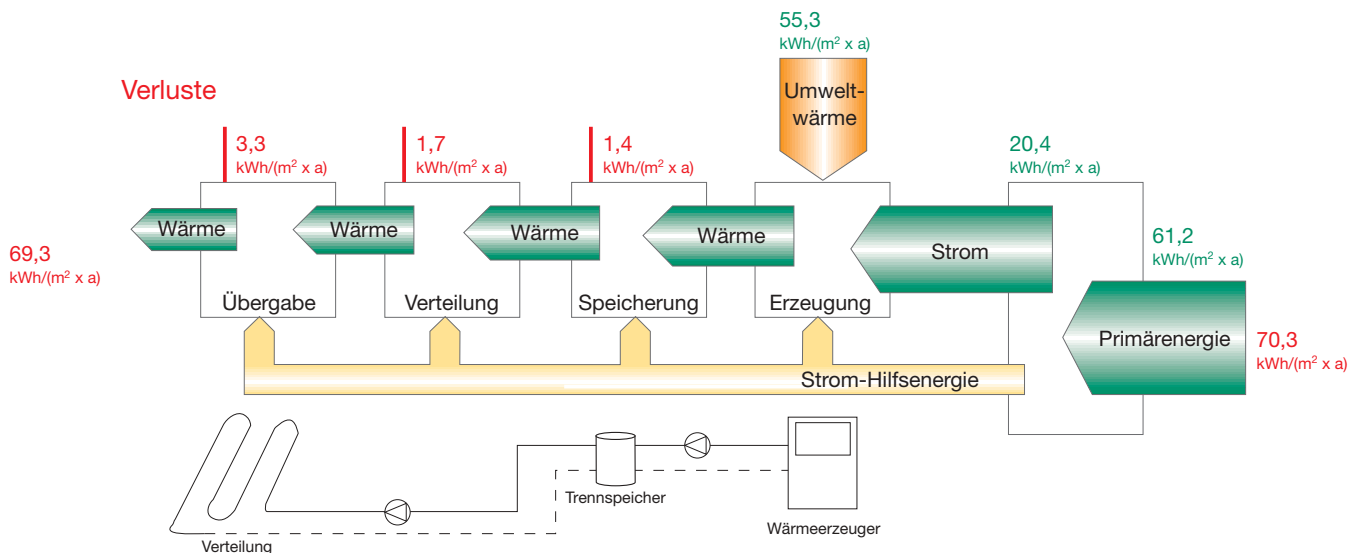 55,3
kWh/(m² x a)
Umwelt-
wärme
Verluste
3,3
kWh/(m² x a)
1,7
kWh/(m² x a)
1,4
kWh/(m² x a)
20,4
kWh/(m² x a)
69,3
kWh/(m² x a)
Wärme
Wärme
Wärme
Wärme
Strom
61,2
kWh/(m² x a)
Übergabe
Verteilung
Speicherung
Erzeugung
Primärenergie
70,3
kWh/(m² x a)
Strom-Hilfsenergie
Trennspeicher
Wärmeerzeuger
Verteilung